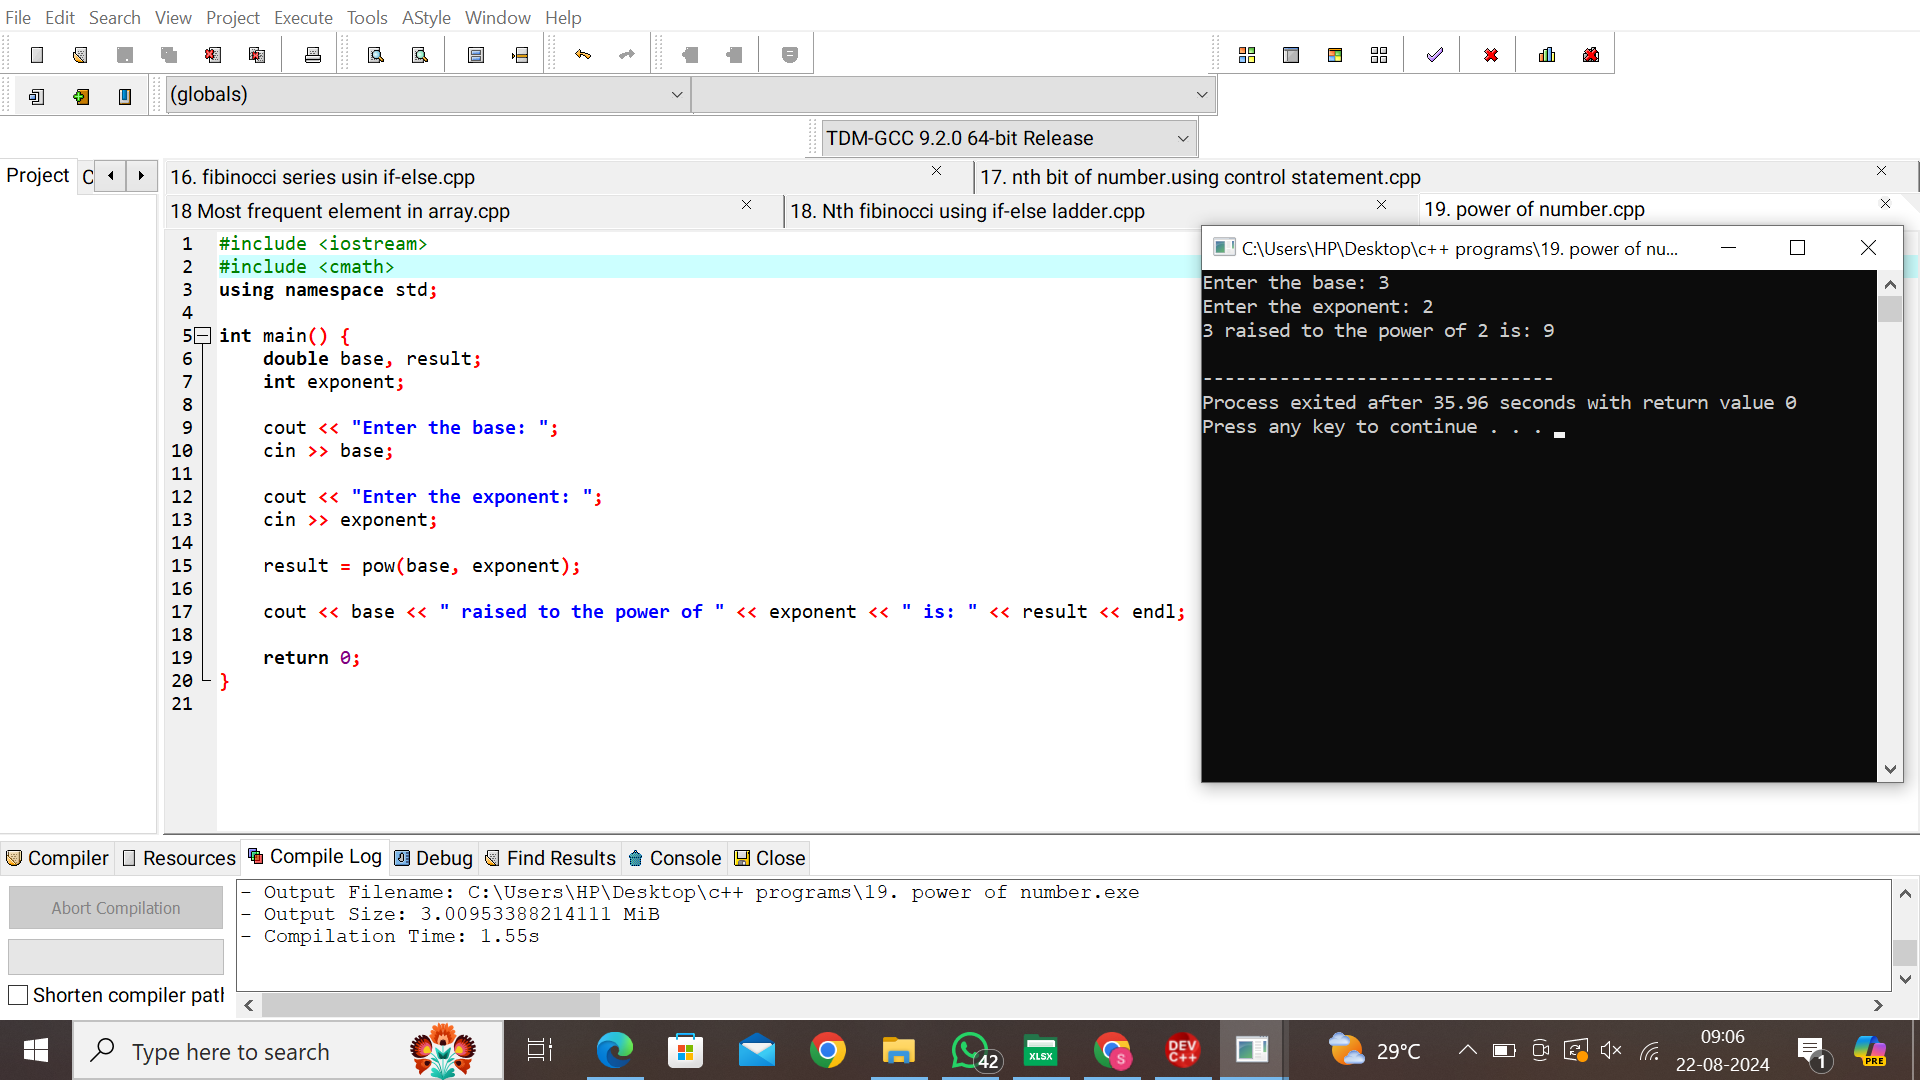 File Edit Search View Project Execute Tools AStyle Window Help
(globals)
TDM-GCC 9.2.0 64-bit Release
Project C
16. fibinocci series usin if-else.cpp
17. nth bit of number.using control statement.cpp
18 Most frequent element in array.cpp
18. Nth fibinocci using if-else ladder.cpp
19. power of number.cpp
1 #include <iostream>
2 #include <cmath>
3 using namespace std;
4
5 int main() {
6 double base, result;
7 int exponent;
8
9 cout << "Enter the base: ";
10 cin >> base;
11
12 cout << "Enter the exponent: ";
13 cin >> exponent;
14
15 result = pow(base, exponent);
16
17 cout << base << " raised to the power of " << exponent << " is: " << result << endl;
18
19 return 0;
20 }
21
C:\Users\HP\Desktop\c++ programs\19. power of nu...
Enter the base: 3
Enter the exponent: 2
3 raised to the power of 2 is: 9
--------------------------------
Process exited after 35.96 seconds with return value 0
Press any key to continue . . .
Compiler Resources Compile Log Debug Find Results Console Close
Abort Compilation
Shorten compiler path
- Output Filename: C:\Users\HP\Desktop\c++ programs\19. power of number.exe
- Output Size: 3.00953388214111 MiB
- Compilation Time: 1.55s
Type here to search
42
XLSX
S
DEV C++
29°C
09:06
22-08-2024
1
PRE